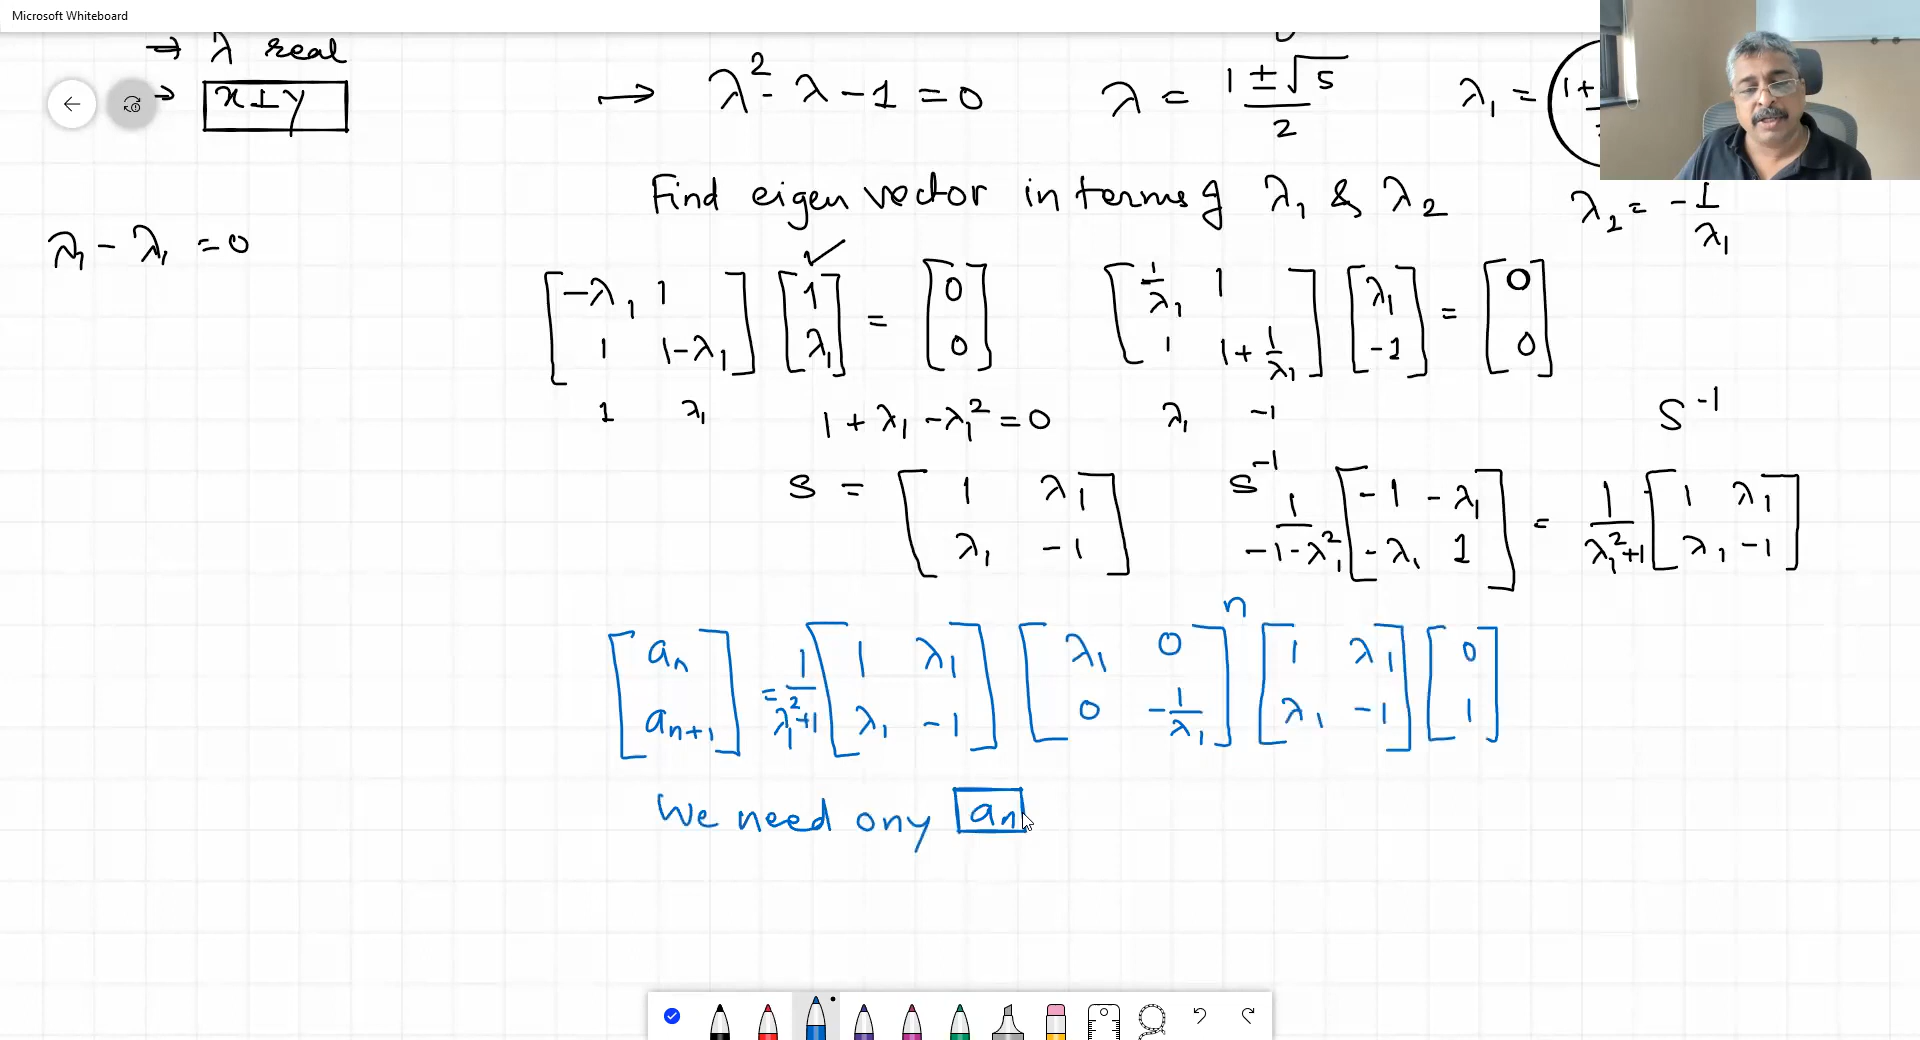 Microsoft Whiteboard
→ λ real
→ x⊥y
→ λ² - λ - 1 = 0   λ = (1 ± √5)/2   λ₁ = 1+
Find eigen vector in terms of λ₁ & λ₂   λ₂ = -1/λ₁
λ₁ - λ₁ = 0
[-λ₁ 1; 1 1-λ₁] [1; λ₁] = [0; 0]   [1/λ₁ 1; 1 1+1/λ₁] [λ₁; -1] = [0; 0]
✓
1 λ₁   1 + λ₁ - λ₁² = 0   λ₁ -1   S⁻¹
S = [1 λ₁; λ₁ -1]   S⁻¹ 1/(-1-λ₁²) [-1 -λ₁; -λ₁ 1] = 1/(λ₁²+1) [1 λ₁; λ₁ -1]
[aₙ; aₙ₊₁] = 1/(λ₁²+1) [1 λ₁; λ₁ -1] [λ₁ 0; 0 -1/λ₁]ⁿ [1 λ₁; λ₁ -1] [0; 1]
We need ony aₙ